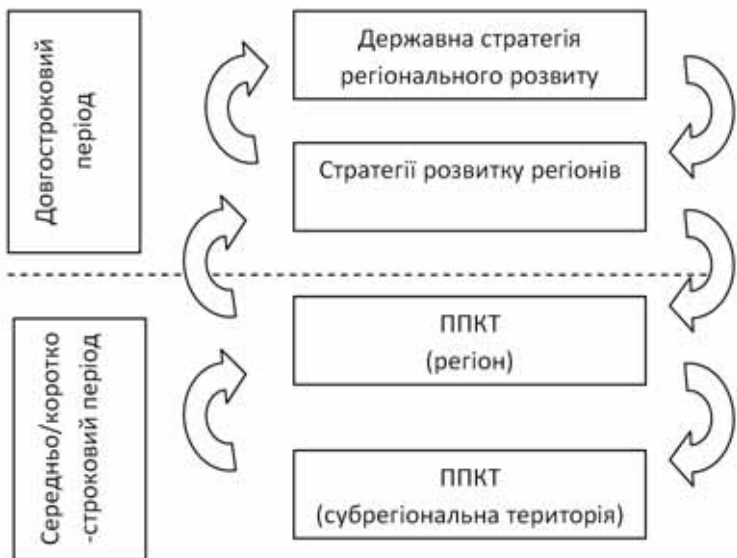 Довгостроковий
період
Державна стратегія
регіонального розвиту
Стратегії розвитку регіонів
Середньо/коротко
-строковий період
ППКТ
(регіон)
ППКТ
(субрегіональна територія)